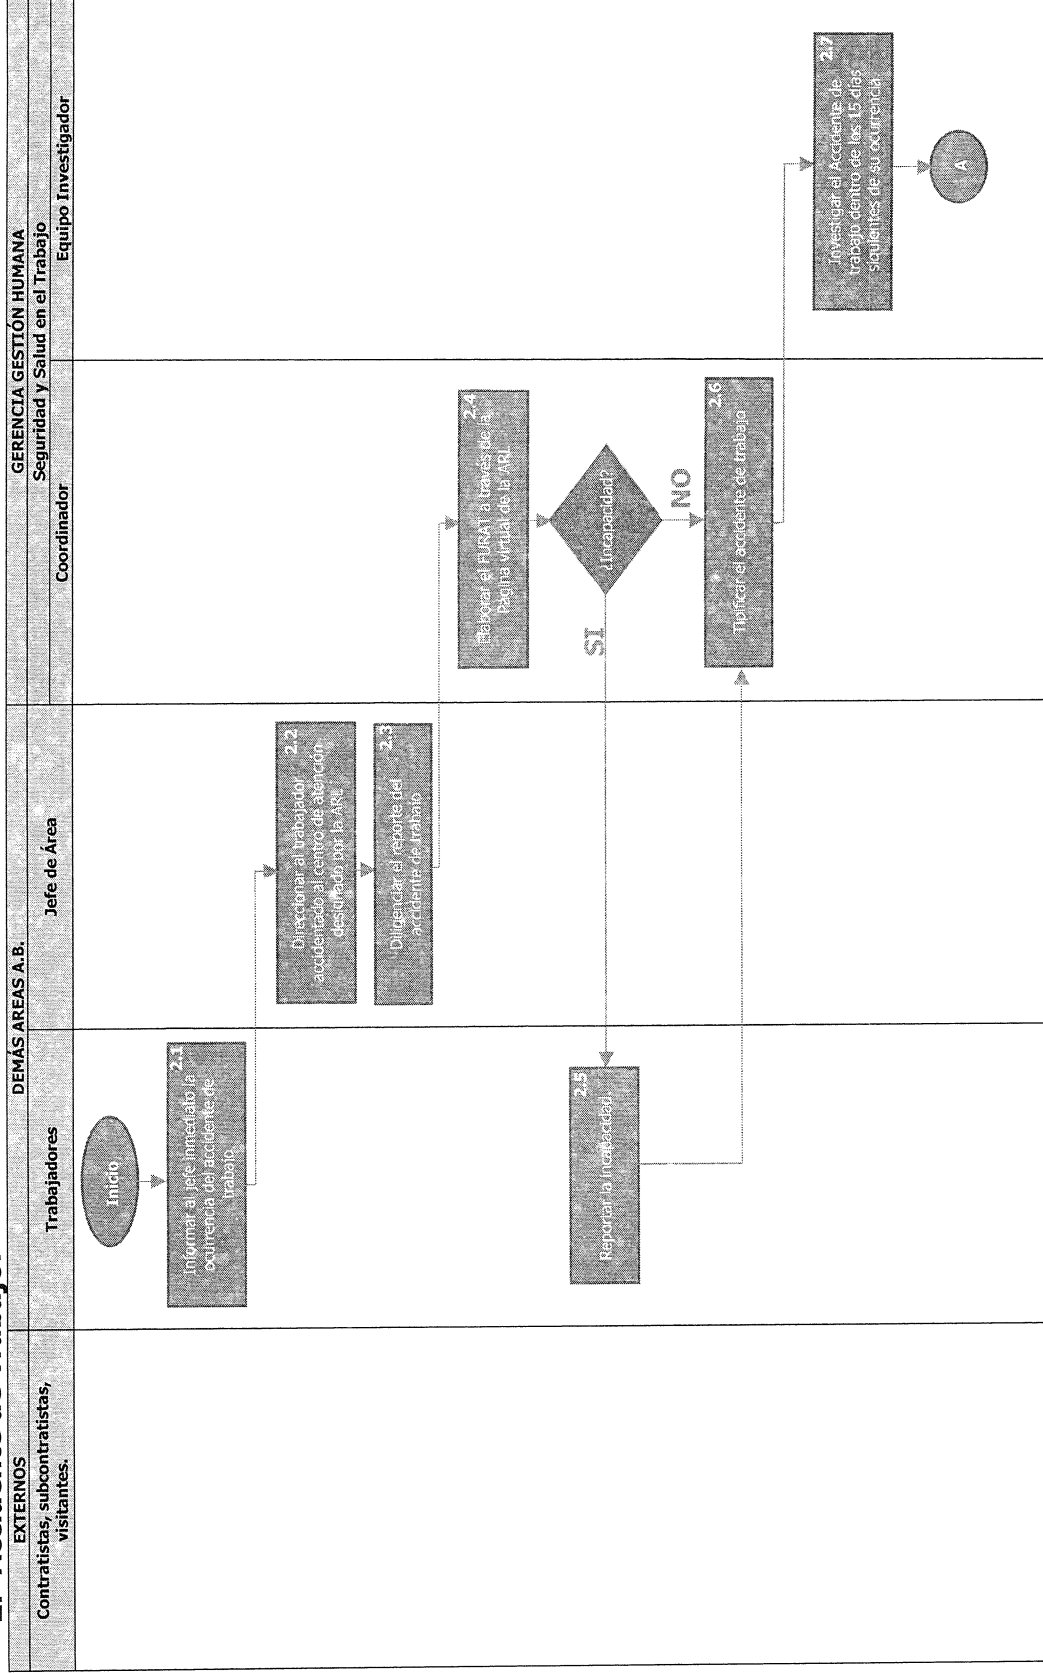 EXTERNOS
DEMÁS AREAS A.B.
GERENCIA GESTIÓN HUMANA
Seguridad y Salud en el Trabajo
Contratistas, subcontratistas,
visitantes.
Trabajadores
Jefe de Área
Coordinador
Equipo Investigador
Inicio
2.1
Informar al jefe inmediato la
ocurrencia del accidente de
trabajo.
2.2
Direccionar al trabajador
accidentado al centro de atención
designado por la ARL
2.3
Diligenciar el reporte del
accidente de trabajo
2.4
Elaborar el FURAT a través de la
Página virtual de la ARL
¿Incapacidad?
SI
NO
2.5
Reportar la incapacidad.
2.6
Tipificar el accidente de trabajo
2.7
Investigar el Accidente de
trabajo dentro de los 15 días
siguientes de su ocurrencia
A